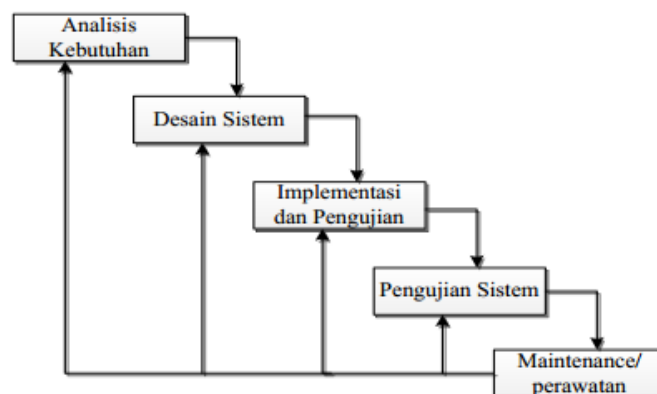 Analisis
Kebutuhan
Desain Sistem
Implementasi
dan Pengujian
Pengujian Sistem
Maintenance/
perawatan